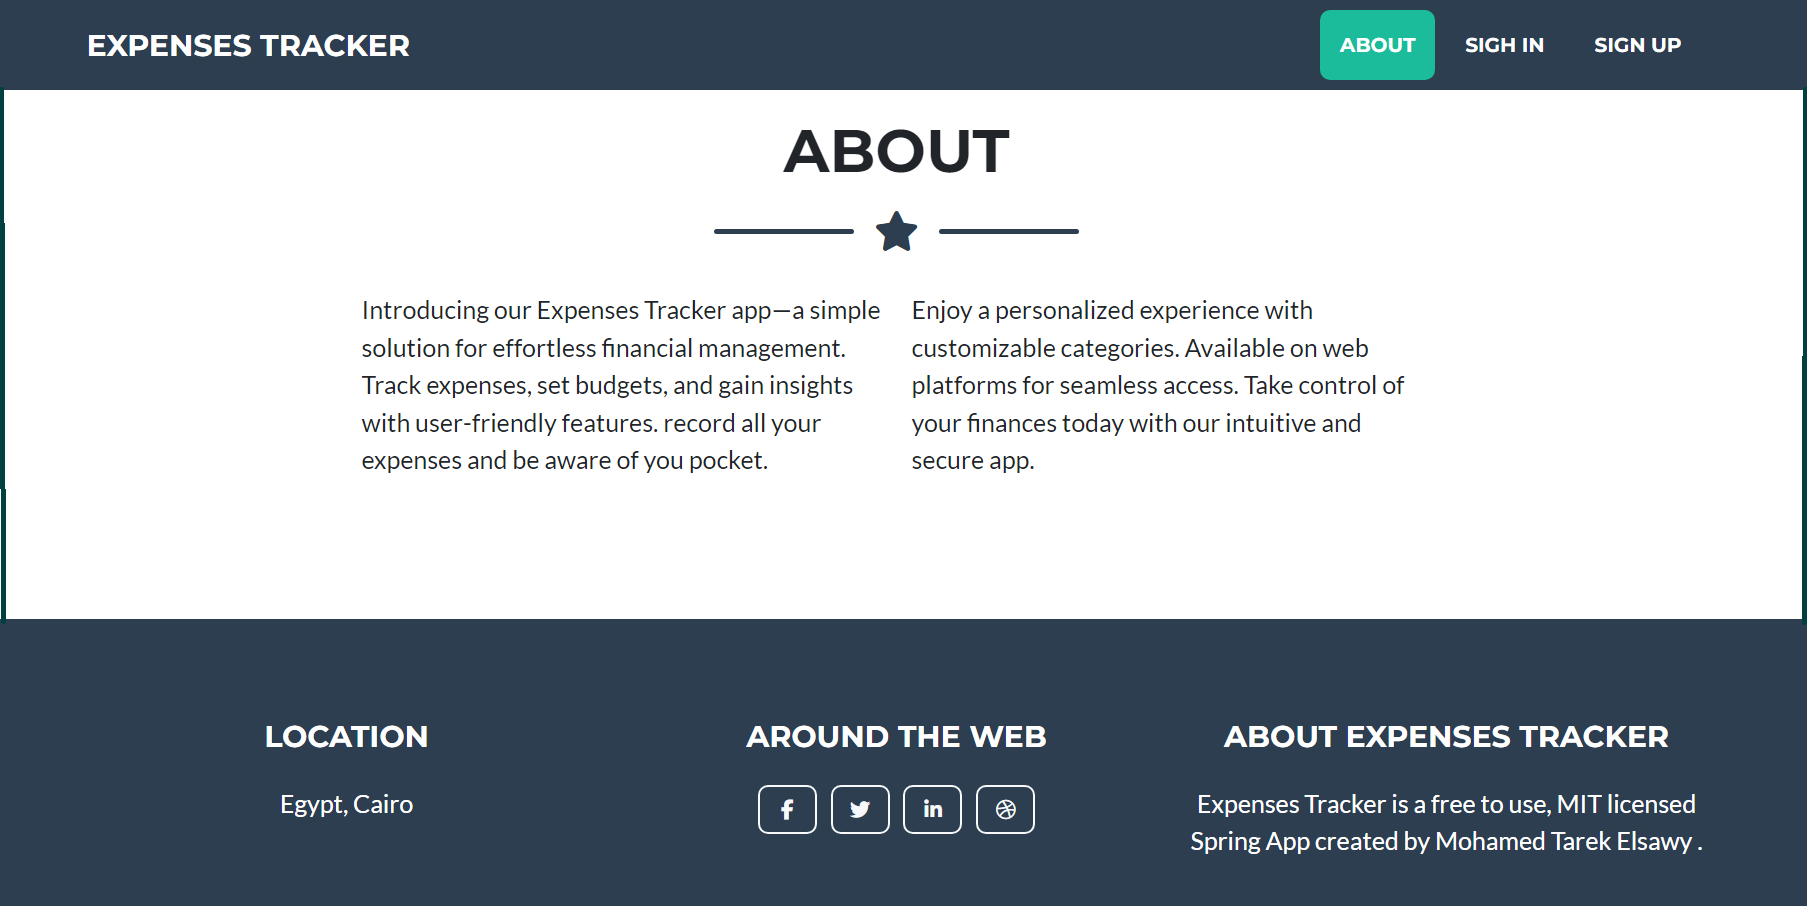 EXPENSES TRACKER
ABOUT
SIGH IN
SIGN UP
ABOUT
Introducing our Expenses Tracker app—a simple
solution for effortless financial management.
Track expenses, set budgets, and gain insights
with user-friendly features. record all your
expenses and be aware of you pocket.
Enjoy a personalized experience with
customizable categories. Available on web
platforms for seamless access. Take control of
your finances today with our intuitive and
secure app.
LOCATION
Egypt, Cairo
AROUND THE WEB
ABOUT EXPENSES TRACKER
Expenses Tracker is a free to use, MIT licensed
Spring App created by Mohamed Tarek Elsawy .